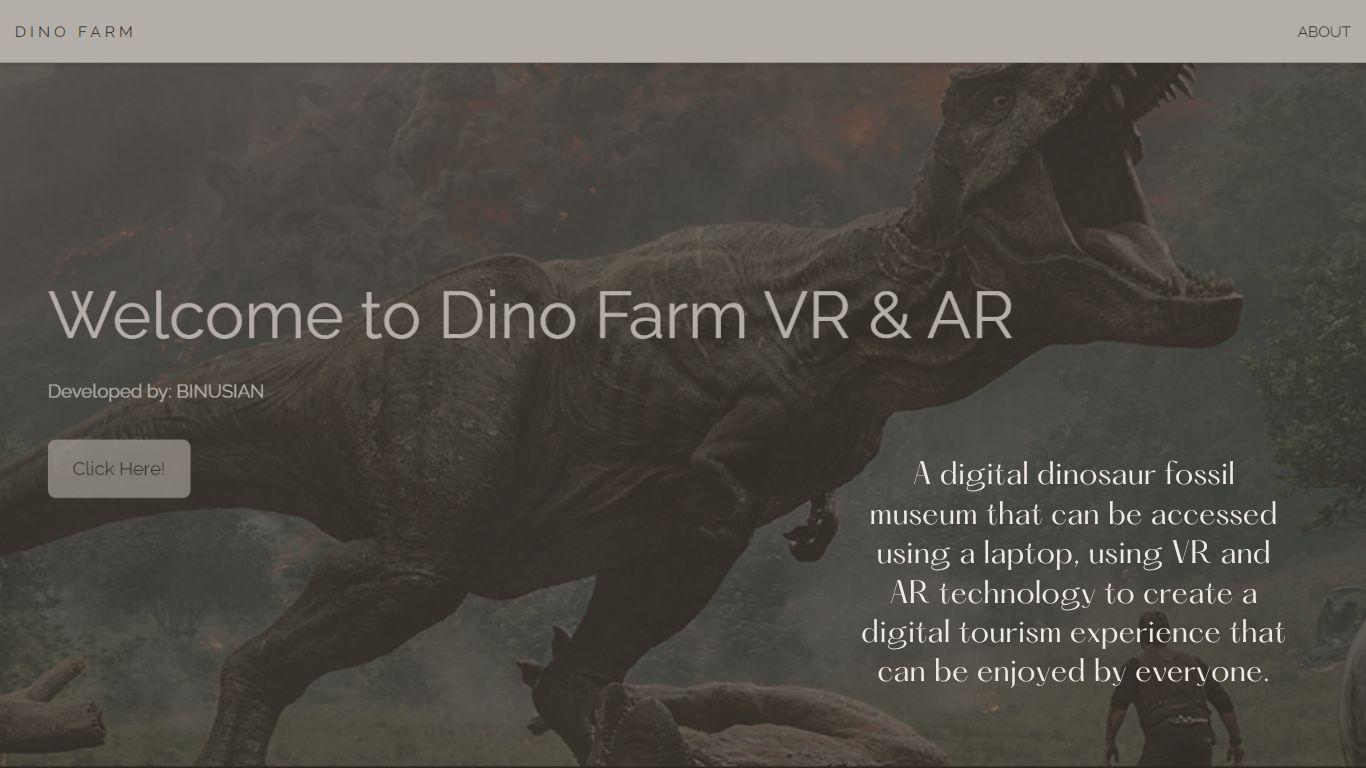 DINO FARM
ABOUT
Welcome to Dino Farm VR & AR
Developed by: BINUSIAN
Click Here!
A digital dinosaur fossil
museum that can be accessed
using a laptop, using VR and
AR technology to create a
digital tourism experience that
can be enjoyed by everyone.